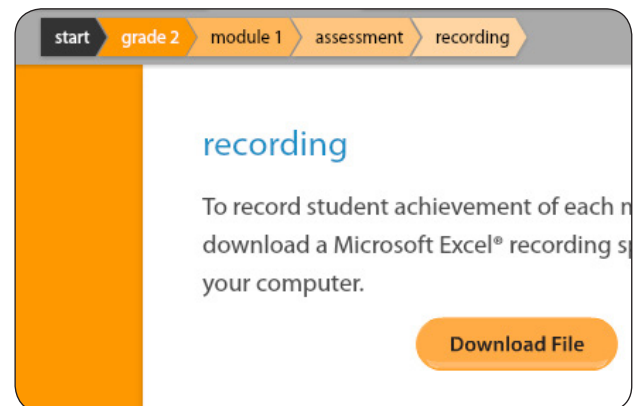 start grade 2 module 1 assessment recording
recording
To record student achievement of each
download a Microsoft Excel® recording
your computer.
Download File